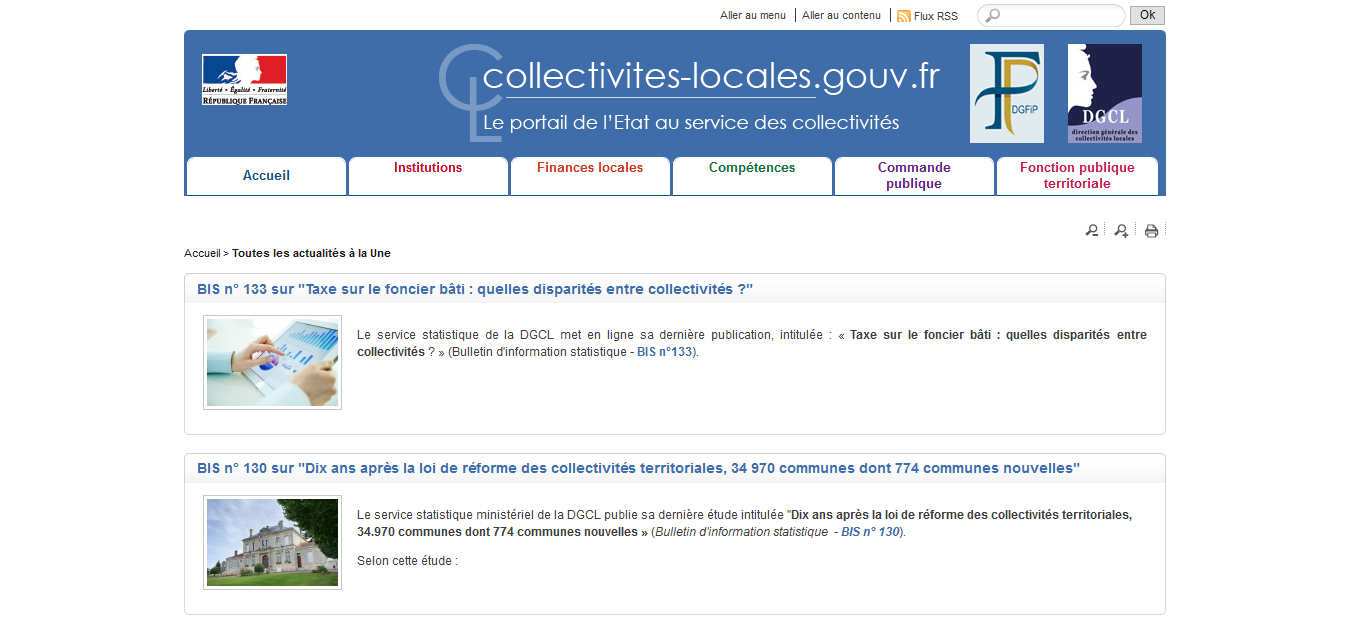 Aller au menu Aller au contenu Flux RSS Ok
Liberté • Égalité • Fraternité
RÉPUBLIQUE FRANÇAISE
collectivites-locales.gouv.fr
Le portail de l'Etat au service des collectivités
DGFiP
DGCL
direction générale des
collectivités locales
Accueil
Institutions
Finances locales
Compétences
Commande
publique
Fonction publique
territoriale
Accueil > Toutes les actualités à la Une
BIS n° 133 sur "Taxe sur le foncier bâti : quelles disparités entre collectivités ?"
Le service statistique de la DGCL met en ligne sa dernière publication, intitulée : « Taxe sur le foncier bâti : quelles disparités entre
collectivités ? » (Bulletin d'information statistique - BIS n°133).
BIS n° 130 sur "Dix ans après la loi de réforme des collectivités territoriales, 34 970 communes dont 774 communes nouvelles"
Le service statistique ministériel de la DGCL publie sa dernière étude intitulée "Dix ans après la loi de réforme des collectivités territoriales,
34.970 communes dont 774 communes nouvelles » (Bulletin d'information statistique - BIS n° 130).
Selon cette étude :